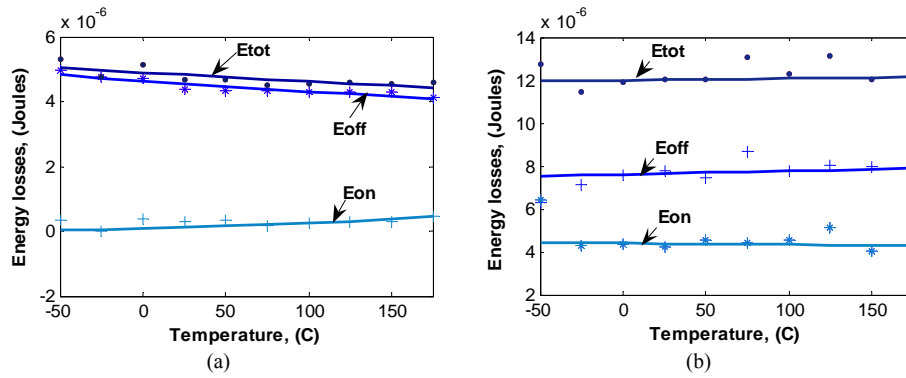 x 10⁻⁶
6
4
2
0
-2
-50
0
50
100
150
Energy losses, (Joules)
Temperature, (C)
Etot
Eoff
Eon
(a)
x 10⁻⁶
14
12
10
8
6
4
2
-50
0
50
100
150
Energy losses, (Joules)
Temperature, (C)
Etot
Eoff
Eon
(b)